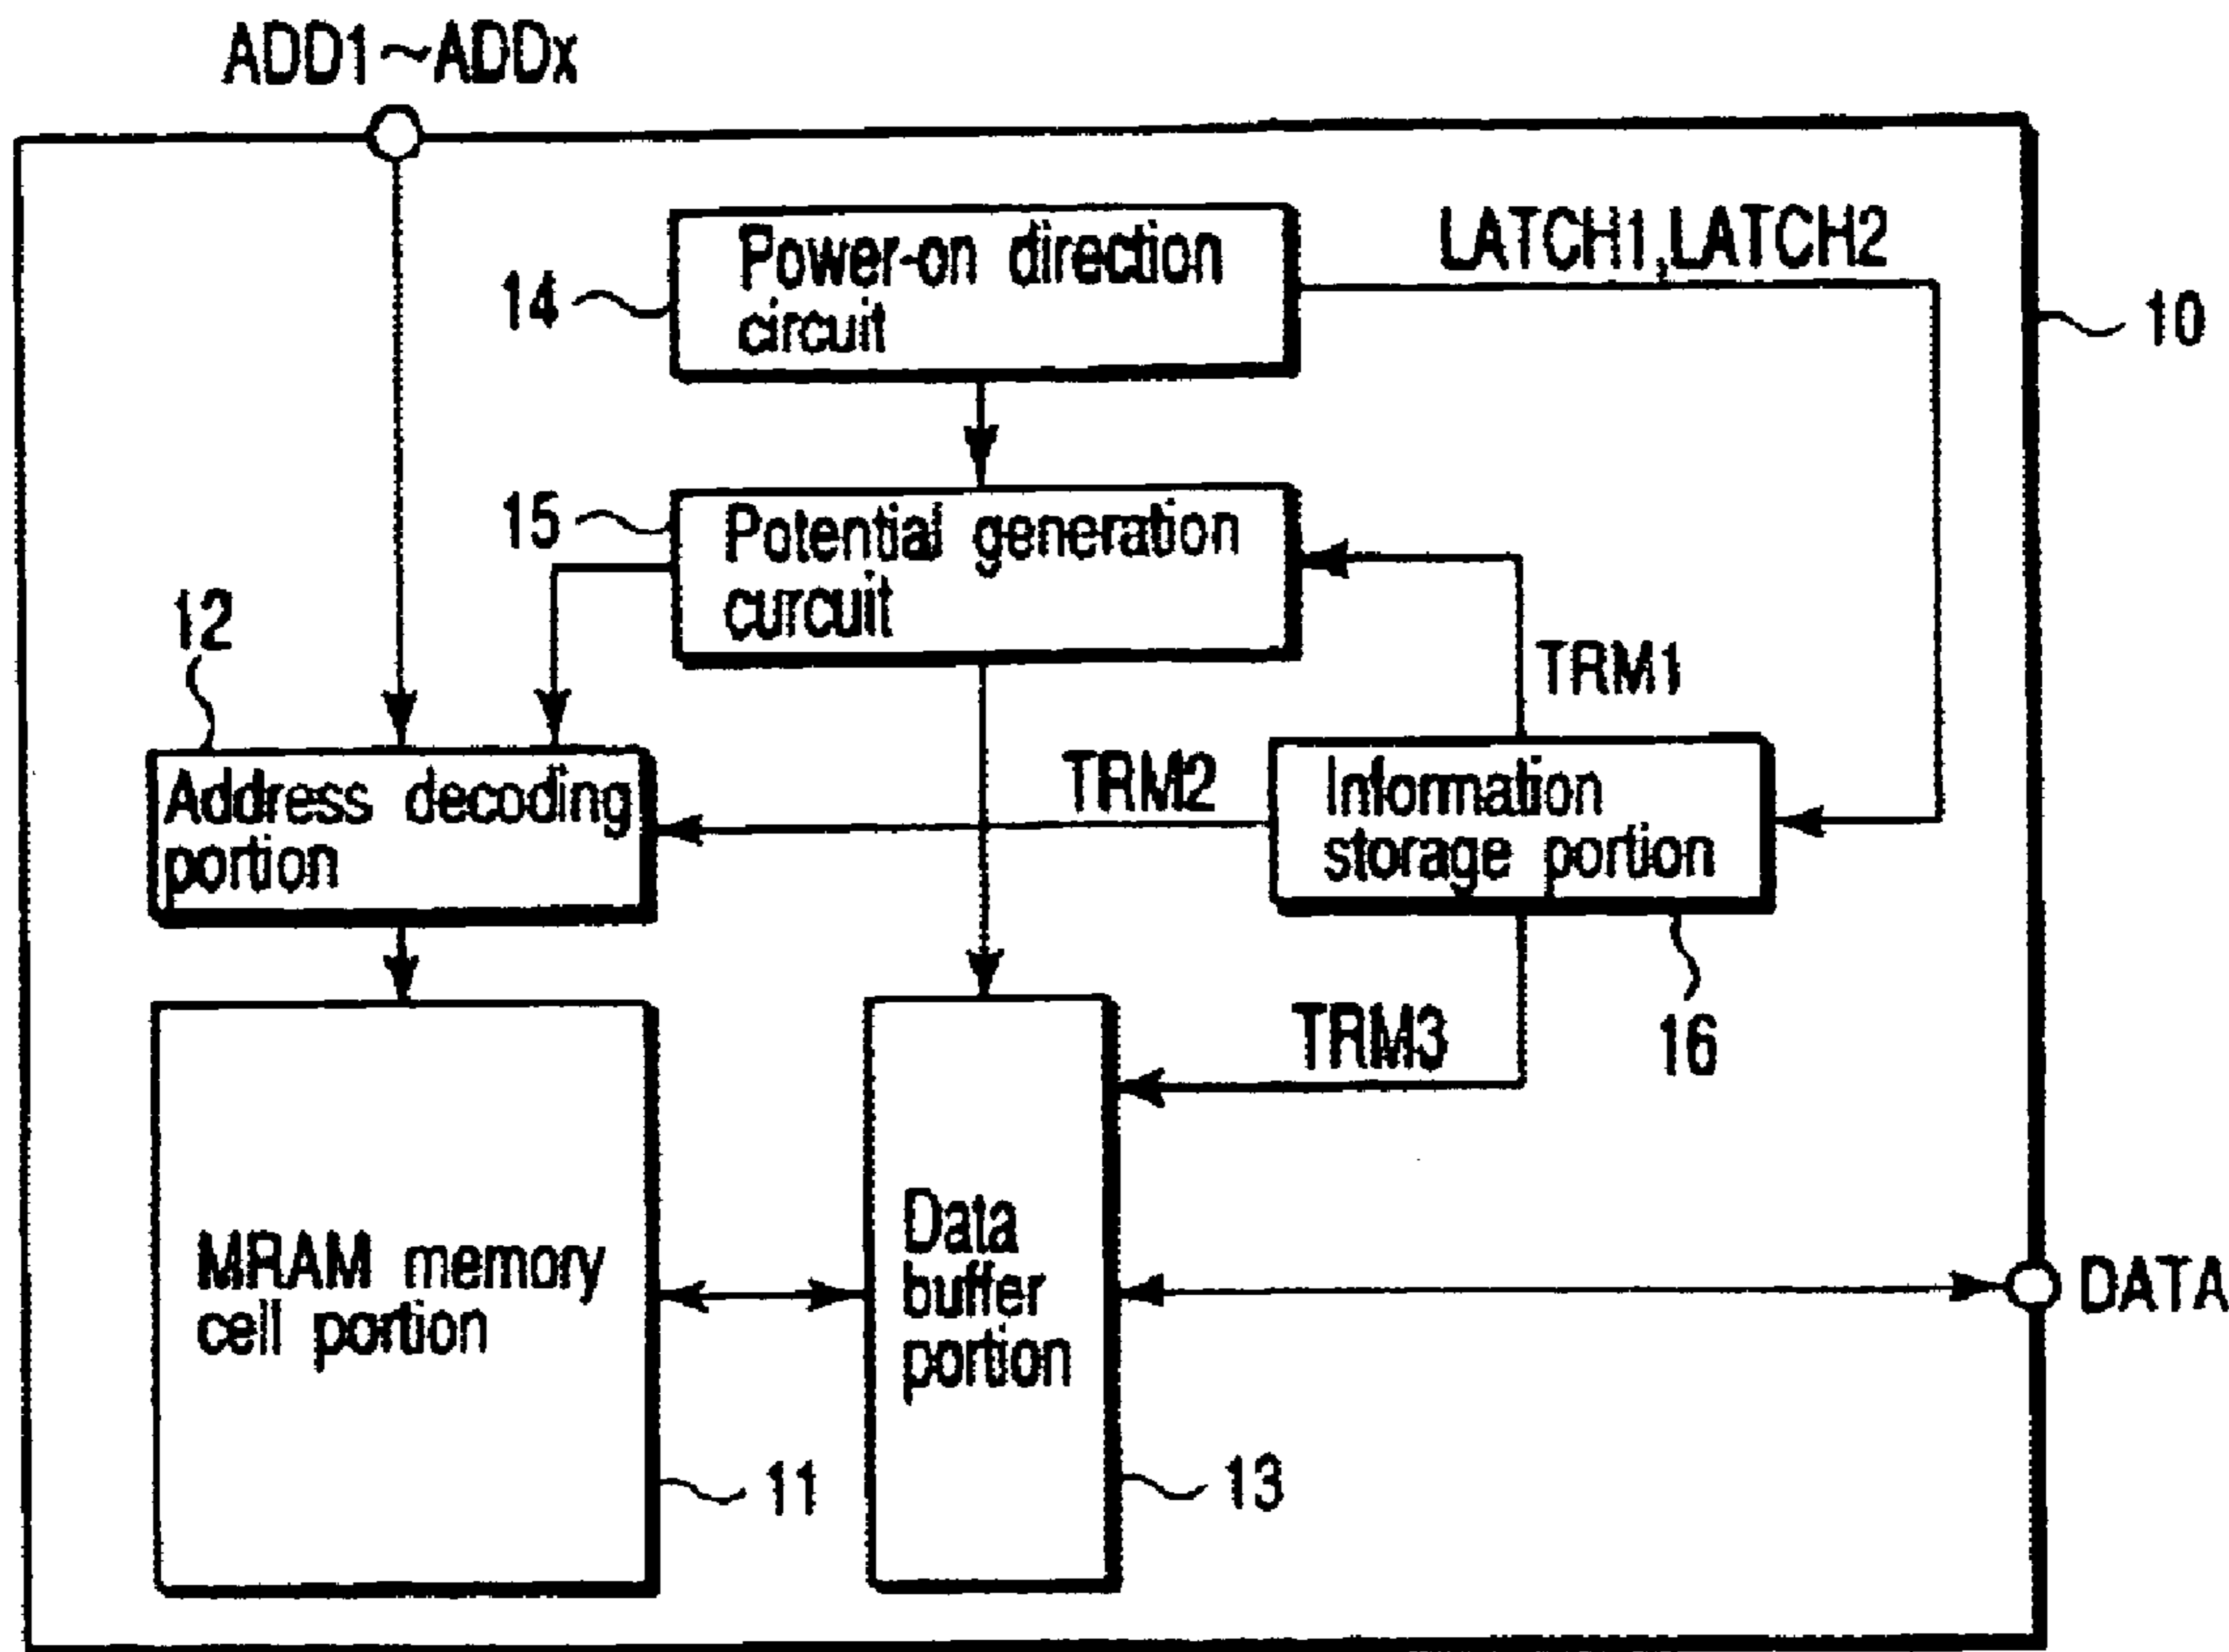 ADD1~ADDx
Power-on direction
circuit
LATCH1,LATCH2
14
10
15
Potential generation
curcuit
12
TRM1
Address decoding
portion
TRM2
Information
storage portion
TRM3
16
MRAM memory
cell portion
Data
buffer
portion
DATA
11
13